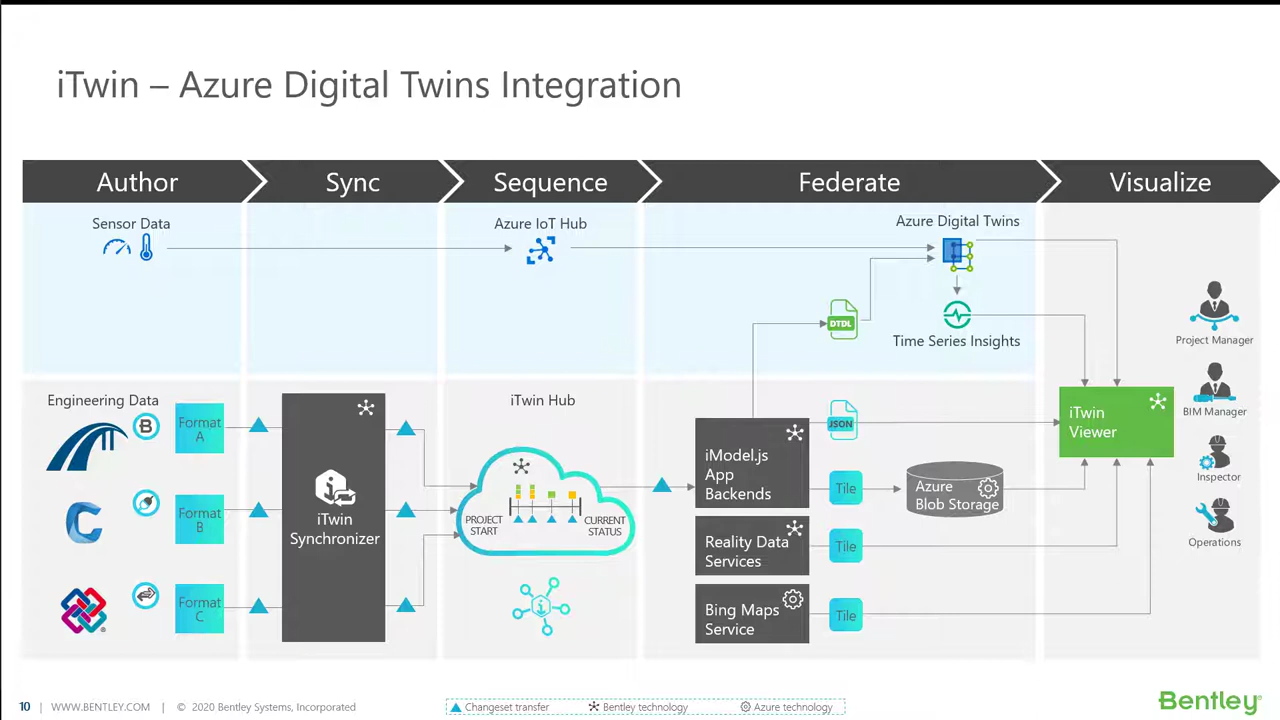 iTwin – Azure Digital Twins Integration
Author
Sync
Sequence
Federate
Visualize
Sensor Data
Azure IoT Hub
Azure Digital Twins
DTDL
Time Series Insights
Project Manager
BIM Manager
Inspector
Operations
Engineering Data
B
Format
A
C
Format
B
Format
C
iTwin
Synchronizer
iTwin Hub
PROJECT
START
CURRENT
STATUS
iModel.js
App
Backends
JSON
Tile
Azure
Blob Storage
Reality Data
Services
Tile
Bing Maps
Service
Tile
iTwin
Viewer
10 | WWW.BENTLEY.COM | © 2020 Bentley Systems, Incorporated
Changeset transfer
Bentley technology
Azure technology
Bentley®